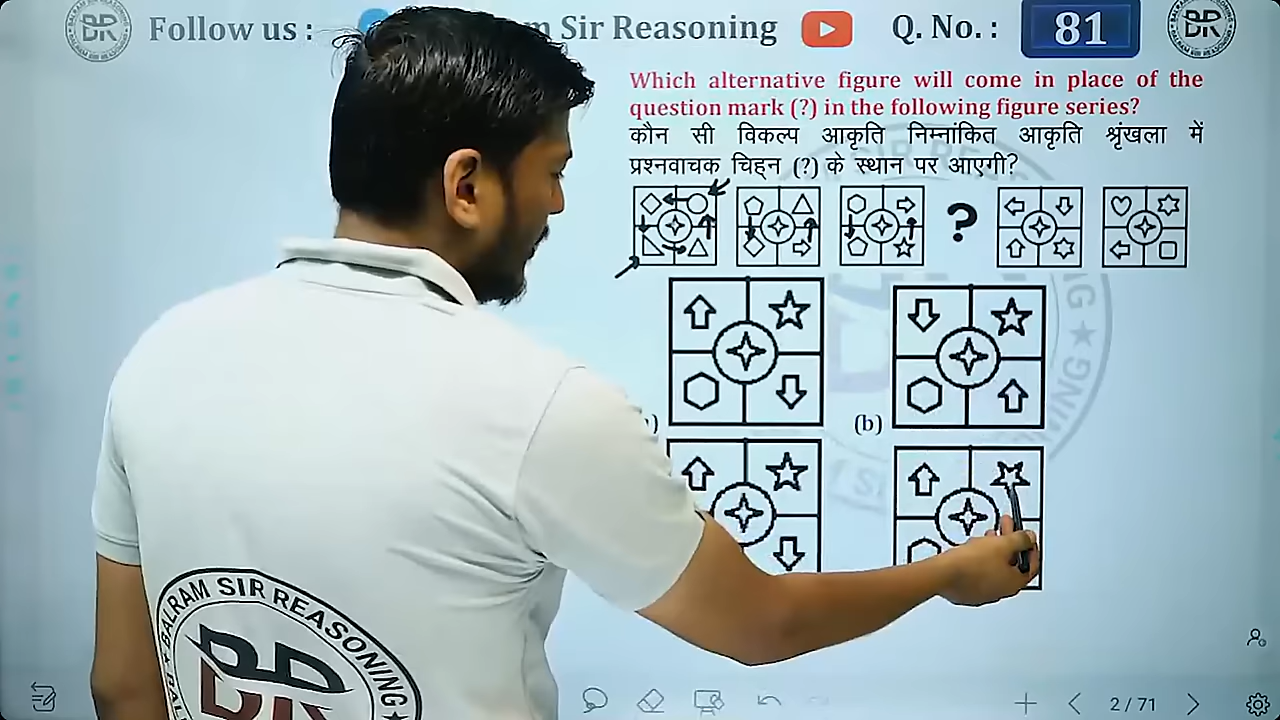 BR
Follow us :
Sir Reasoning
Q. No. :
81
BR
Which alternative figure will come in place of the
question mark (?) in the following figure series?
कौन सी विकल्प आकृति निम्नांकित आकृति श्रृंखला में
प्रश्नवाचक चिह्न (?) के स्थान पर आएगी?
?
(b)
BALRAM SIR REASONING
2 / 71